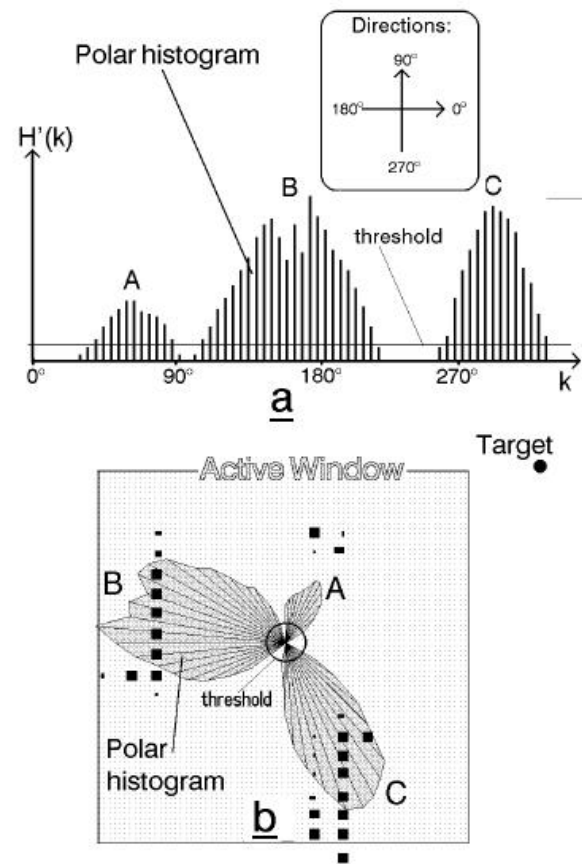 Directions:
90°
180°
0°
270°
Polar histogram
H'(k)
B
C
threshold
A
0°
90°
180°
270°
k
a
Target
Active Window
B
A
threshold
Polar
histogram
C
b